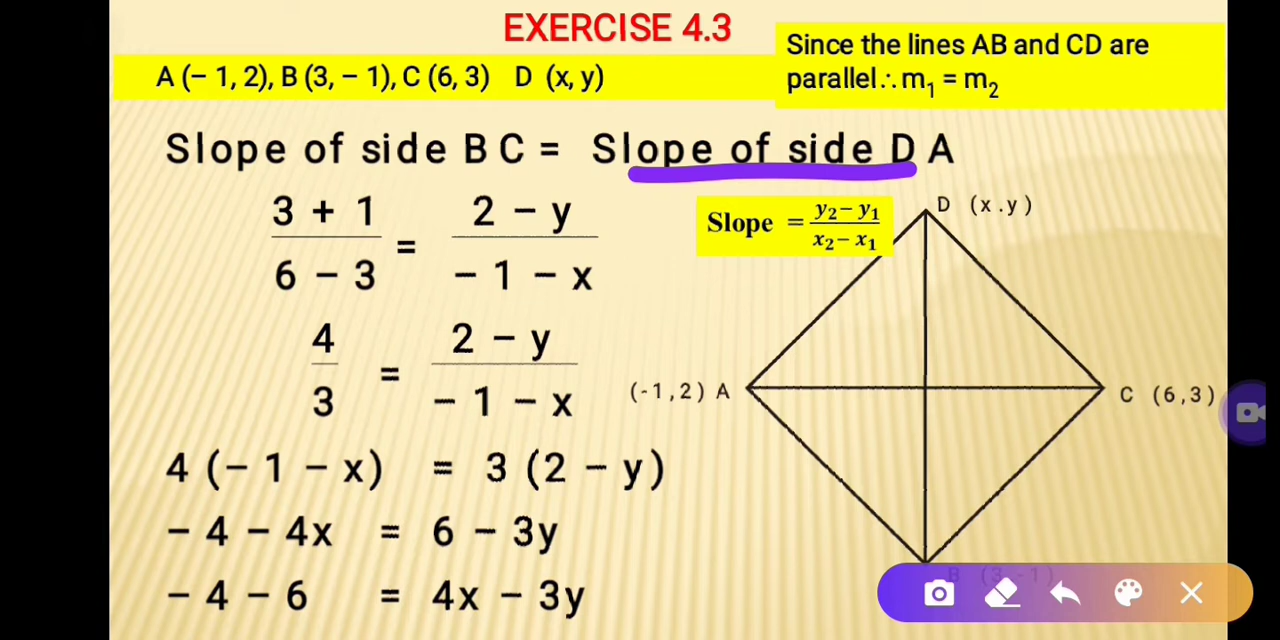 EXERCISE 4.3
A (– 1, 2), B (3, – 1), C (6, 3) D (x, y)
Since the lines AB and CD are
parallel ∴ m₁ = m₂
Slope of side B C = Slope of side D A
3 + 1 / 6 – 3 = 2 – y / – 1 – x
Slope = y₂ – y₁ / x₂ – x₁
4 / 3 = 2 – y / – 1 – x
4 (– 1 – x) = 3 (2 – y)
– 4 – 4x = 6 – 3y
– 4 – 6 = 4x – 3y
D (x .y)
(-1,2) A
C (6,3)
B (3,-1)